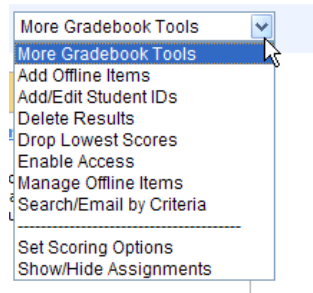 More Gradebook Tools
More Gradebook Tools
Add Offline Items
Add/Edit Student IDs
Delete Results
Drop Lowest Scores
Enable Access
Manage Offline Items
Search/Email by Criteria
----------------------------------------
Set Scoring Options
Show/Hide Assignments